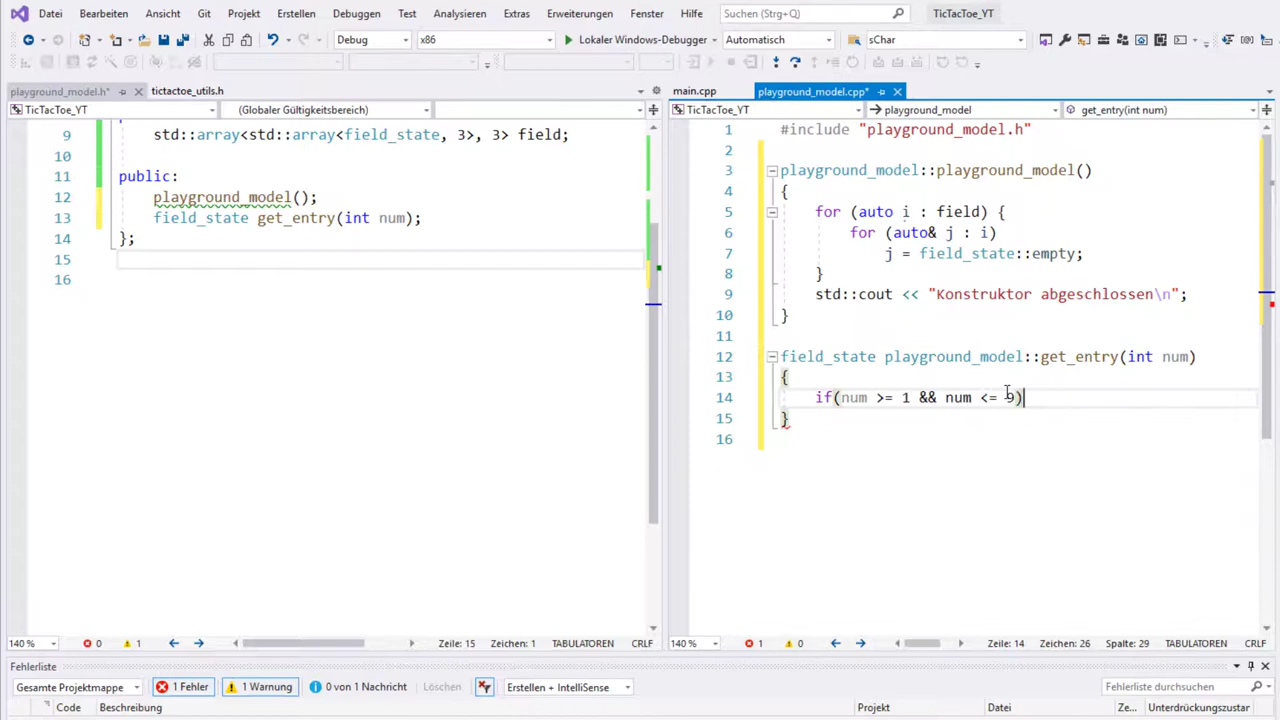 Datei Bearbeiten Ansicht Git Projekt Erstellen Debuggen Test Analysieren Extras Erweiterungen Fenster Hilfe Suchen (Strg+Q) TicTacToe_YT
Debug x86 Lokaler Windows-Debugger Automatisch sChar
playground_model.h* tictactoe_utils.h main.cpp playground_model.cpp*
TicTacToe_YT (Globaler Gültigkeitsbereich) TicTacToe_YT playground_model get_entry(int num)
9 std::array<std::array<field_state, 3>, 3> field;
10
11 public:
12 playground_model();
13 field_state get_entry(int num);
14 };
15
16
1 #include "playground_model.h"
2
3 playground_model::playground_model()
4 {
5 for (auto i : field) {
6 for (auto& j : i)
7 j = field_state::empty;
8 }
9 std::cout << "Konstruktor abgeschlossen\n";
10 }
11
12 field_state playground_model::get_entry(int num)
13 {
14 if(num >= 1 && num <= 9)
15 }
16
140 % 0 1 Zeile: 15 Zeichen: 1 TABULATOREN CRLF
140 % 1 0 Zeile: 14 Zeichen: 26 Spalte: 29 TABULATOREN CRLF
Fehlerliste
Gesamte Projektmappe 1 Fehler 1 Warnung 0 von 1 Nachricht Löschen Erstellen + IntelliSense Fehlerliste durchsuchen
Code Beschreibung Projekt Datei Ze... Unterdrückungszustar